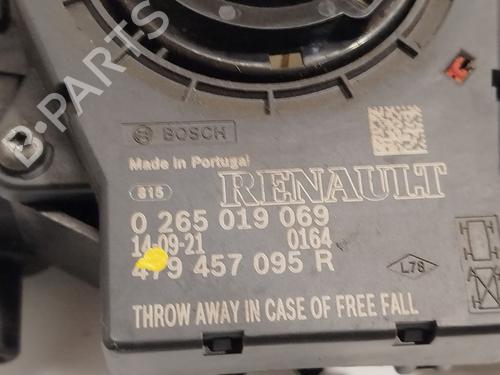 B-PARTS
BOSCH
Made in Portugal
815
RENAULT
0 265 019 069
14-09-21 0164
479 457 095 R
L78
THROW AWAY IN CASE OF FREE FALL